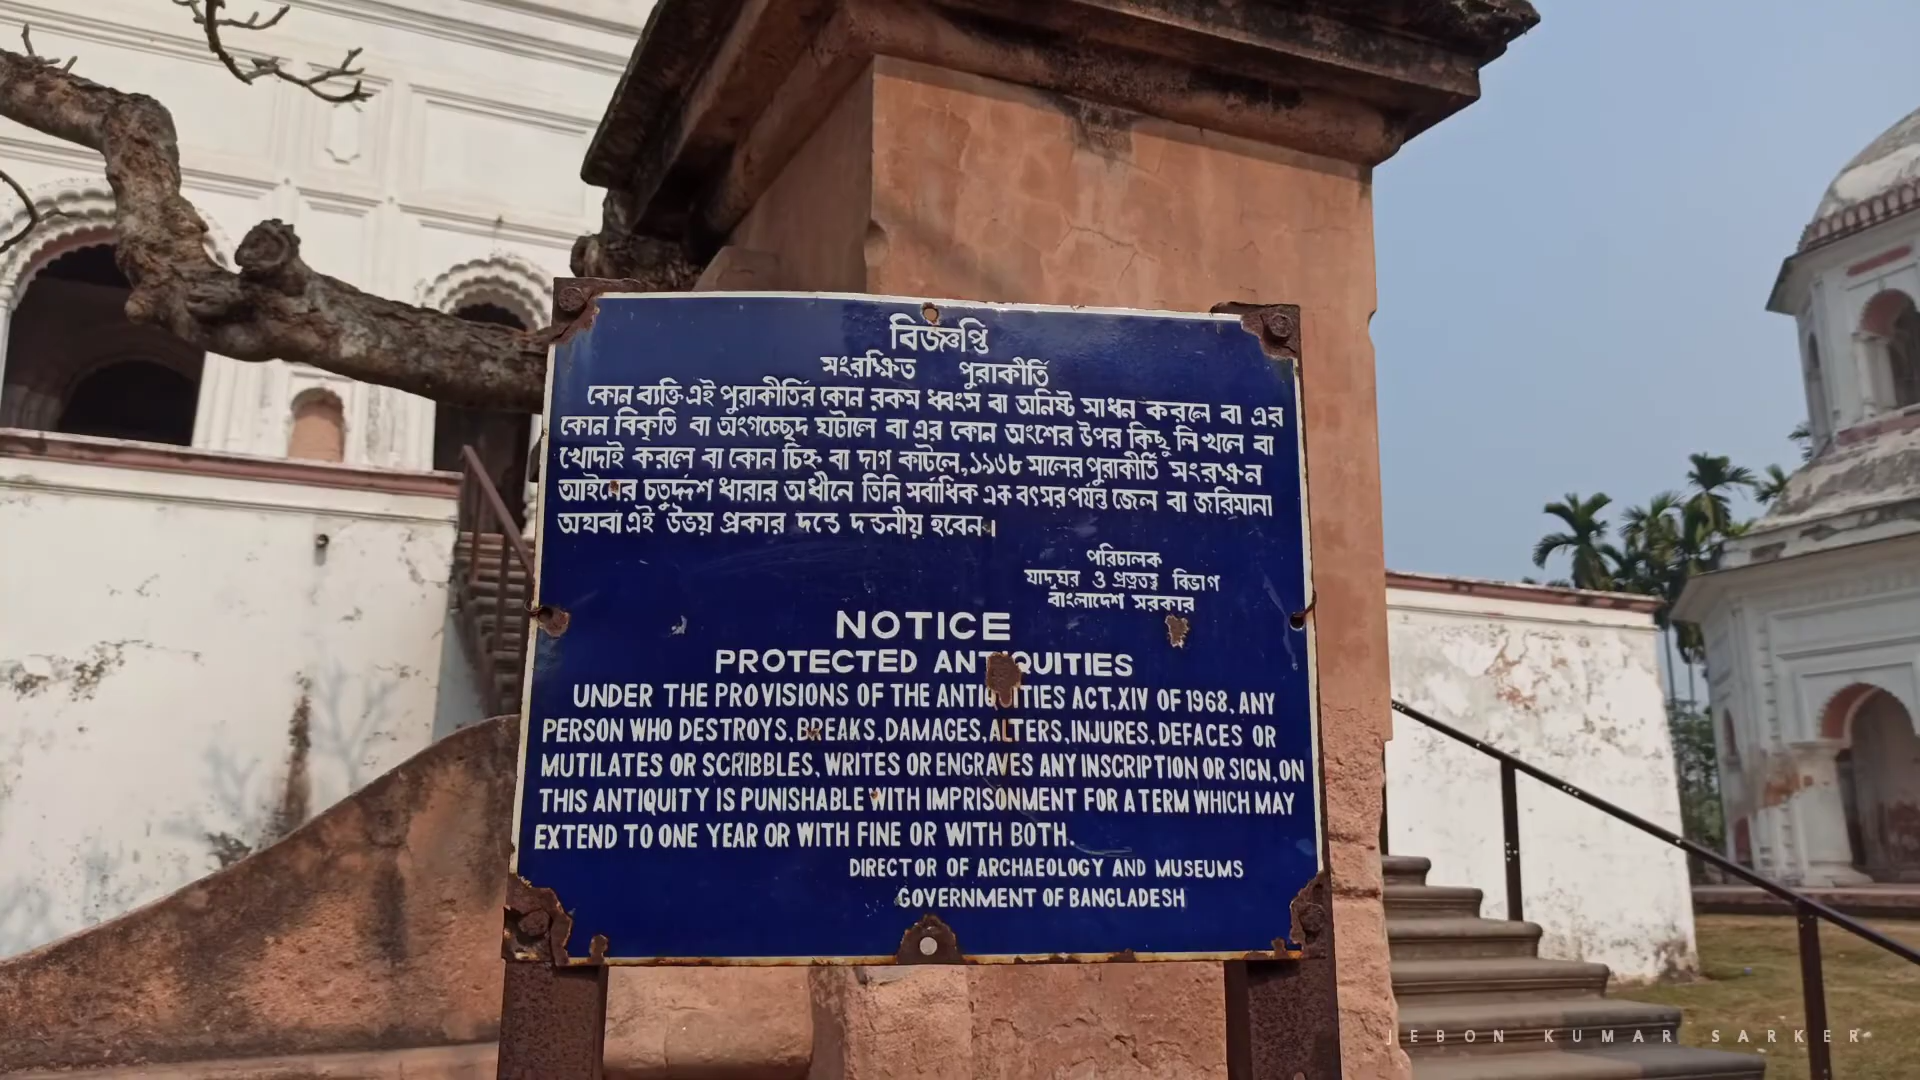 বিজ্ঞপ্তি
সংরক্ষিত পুরাকীর্তি
কোন ব্যক্তি এই পুরাকীর্তির কোন রকম ধ্বংস বা অনিষ্ট সাধন করলে বা এর
কোন বিকৃতি বা অংগচ্ছেদ ঘটালে বা এর কোন অংশের উপর কিছু লিখলে বা
খোদাই করলে বা কোন চিহ্ন বা দাগ কাটলে,১৯৬৮ সালের পুরাকীর্তি সংরক্ষন
আইনের চতুর্দ্দশ ধারার অধীনে তিনি সর্বাধিক এক বৎসর পর্যন্ত জেল বা জরিমানা
অথবা এই উভয় প্রকার দন্ডে দন্ডনীয় হবেন।
পরিচালক
যাদুঘর ও প্রত্নতত্ত্ব বিভাগ
বাংলাদেশ সরকার
NOTICE
PROTECTED ANTIQUITIES
UNDER THE PROVISIONS OF THE ANTIQUITIES ACT,XIV OF 1968, ANY
PERSON WHO DESTROYS, BREAKS, DAMAGES, ALTERS, INJURES, DEFACES OR
MUTILATES OR SCRIBBLES, WRITES OR ENGRAVES ANY INSCRIPTION OR SIGN, ON
THIS ANTIQUITY IS PUNISHABLE WITH IMPRISONMENT FOR A TERM WHICH MAY
EXTEND TO ONE YEAR OR WITH FINE OR WITH BOTH.
DIRECTOR OF ARCHAEOLOGY AND MUSEUMS
GOVERNMENT OF BANGLADESH
JEBON KUMAR SARKER